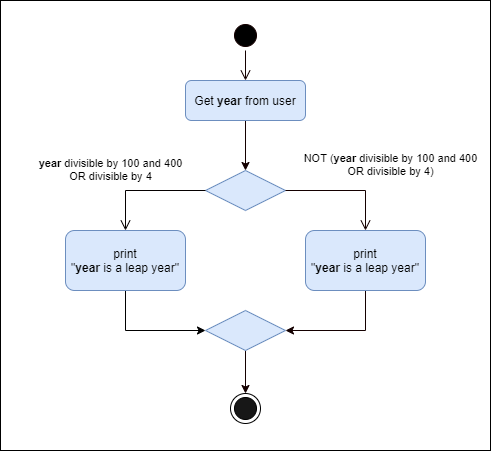 Get year from user
year divisible by 100 and 400
OR divisible by 4
NOT (year divisible by 100 and 400
OR divisible by 4)
print
"year is a leap year"
print
"year is a leap year"